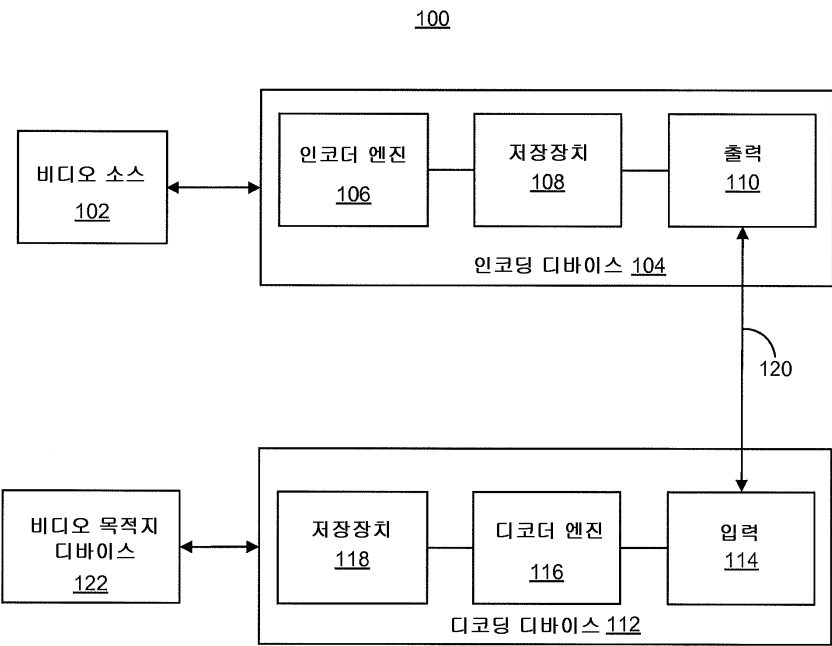 100
비디오 소스
102
인코더 엔진
106
저장장치
108
출력
110
인코딩 디바이스 104
120
비디오 목적지
디바이스
122
저장장치
118
디코더 엔진
116
입력
114
디코딩 디바이스 112